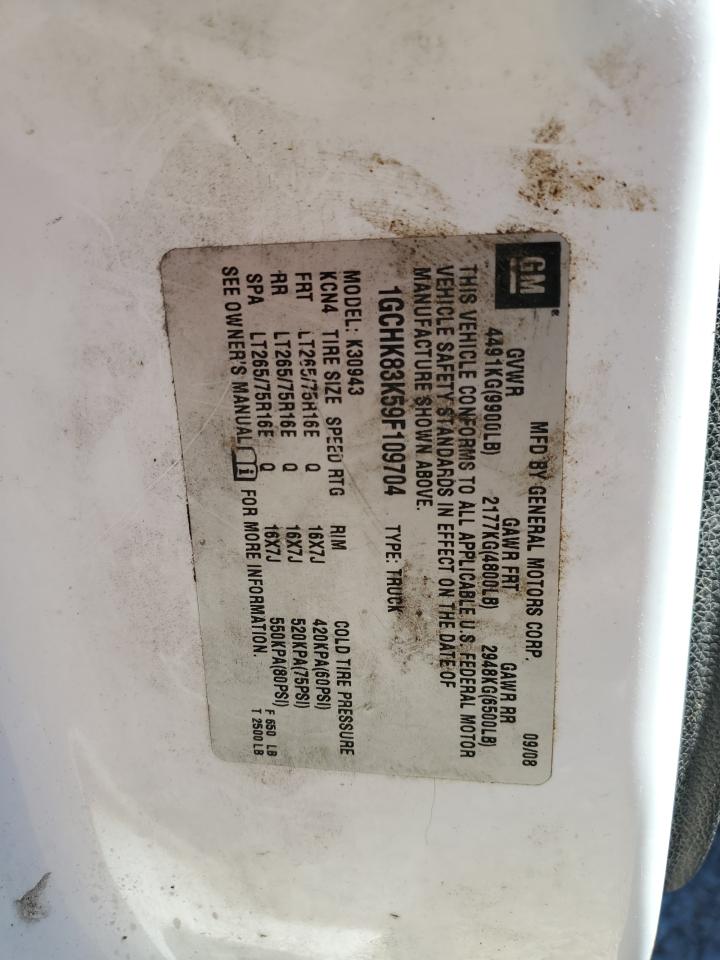 GM ®
MFD BY GENERAL MOTORS CORP. 09/08
GVWR GAWR FRT GAWR RR
4491KG(9900LB) 2177KG(4800LB) 2948KG(6500LB)
THIS VEHICLE CONFORMS TO ALL APPLICABLE U.S. FEDERAL MOTOR
VEHICLE SAFETY STANDARDS IN EFFECT ON THE DATE OF
MANUFACTURE SHOWN ABOVE.
1GCHK83K59F109704 TYPE: TRUCK
MODEL: K30943
KCN4 TIRE SIZE SPEED RTG RIM COLD TIRE PRESSURE
FRT LT265/75R16E Q 16X7J 420KPA(60PSI)
RR LT265/75R16E Q 16X7J 520KPA(75PSI)
SPA LT265/75R16E Q 16X7J 550KPA(80PSI) F 650 LB
SEE OWNER'S MANUAL i FOR MORE INFORMATION. T 2500 LB